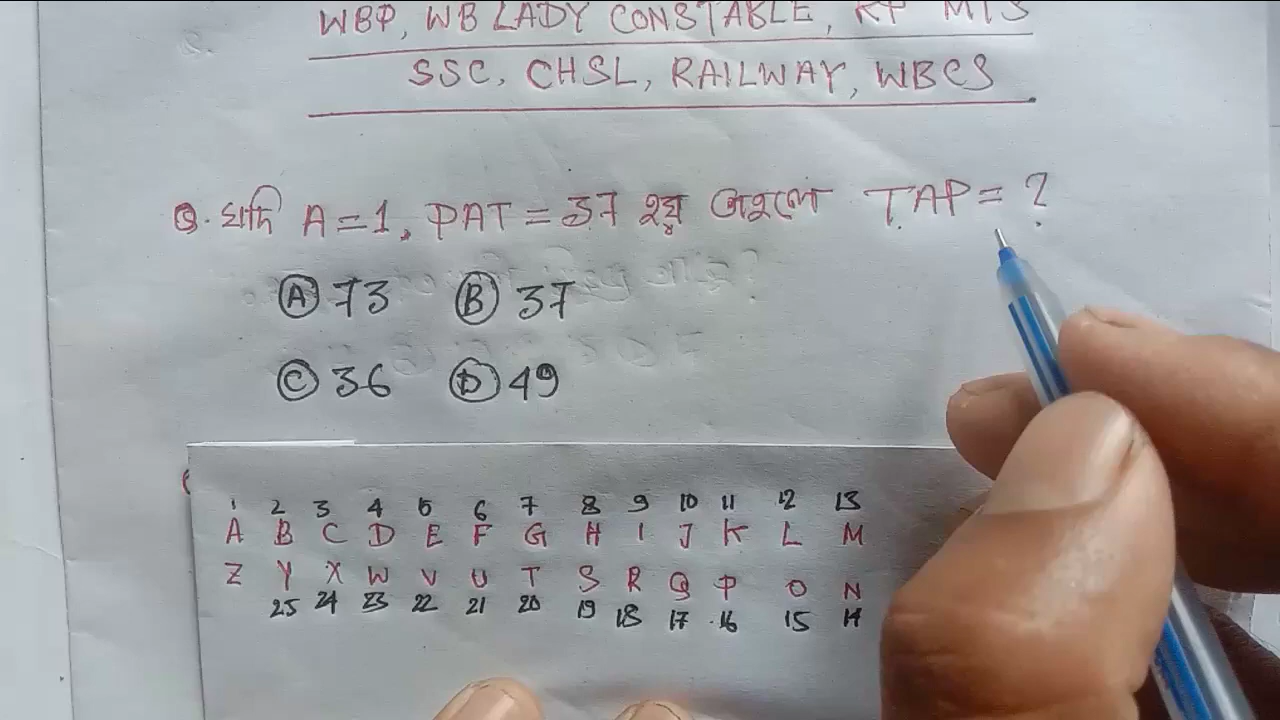 WBP, WB LADY CONSTABLE, KP MTS
SSC, CHSL, RAILWAY, WBCS
Q. যদি A = 1, PAT = 37 হয় তাহলে TAP = ?
Ⓐ 73 Ⓑ 37
Ⓒ 36 Ⓓ 49
1 2 3 4 5 6 7 8 9 10 11 12 13
A B C D E F G H I J K L M
Z Y X W V U T S R Q P O N
25 24 23 22 21 20 19 18 17 16 15 14